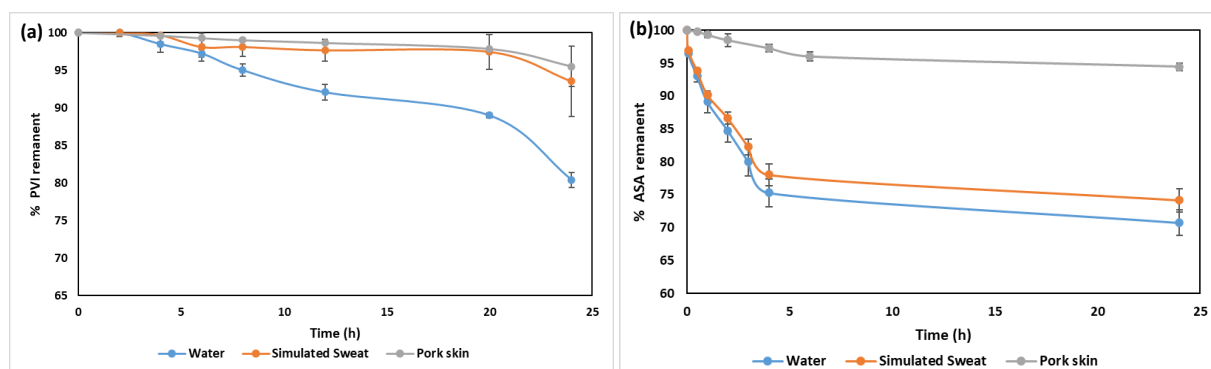 (a)
% PVI remanent
100
95
90
85
80
75
70
65
0 5 10 15 20 25
Time (h)
Water Simulated Sweat Pork skin
(b)
% ASA remanent
100
95
90
85
80
75
70
65
60
0 5 10 15 20 25
Time (h)
Water Simulated Sweat Pork skin